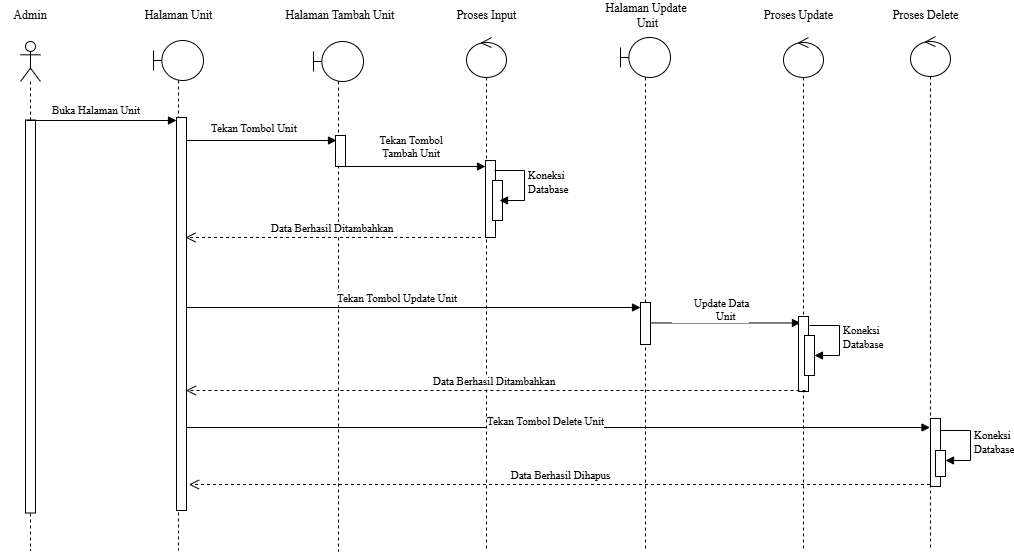 Admin
Halaman Unit
Halaman Tambah Unit
Proses Input
Halaman Update
Unit
Proses Update
Proses Delete
Buka Halaman Unit
Tekan Tombol Unit
Tekan Tombol
Tambah Unit
Koneksi
Database
Data Berhasil Ditambahkan
Tekan Tombol Update Unit
Update Data
Unit
Koneksi
Database
Data Berhasil Ditambahkan
Tekan Tombol Delete Unit
Koneksi
Database
Data Berhasil Dihapus